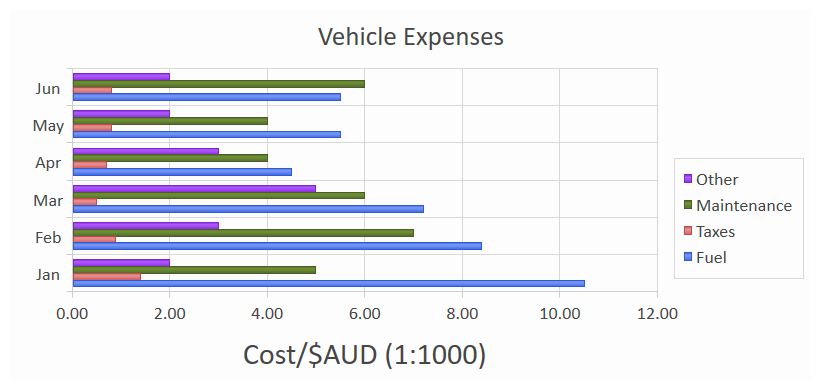 Vehicle Expenses
Jun
May
Apr
Mar
Feb
Jan
0.00 2.00 4.00 6.00 8.00 10.00 12.00
Cost/$AUD (1:1000)
Other
Maintenance
Taxes
Fuel